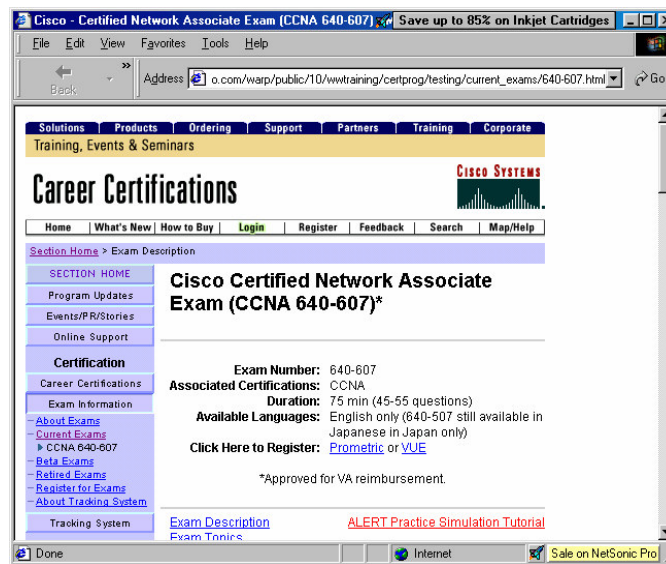 Cisco - Certified Network Associate Exam (CCNA 640-607)
Save up to 85% on Inkjet Cartridges
File Edit View Favorites Tools Help
Back
»
Address o.com/warp/public/10/wwtraining/certprog/testing/current_exams/640-607.html
Go
Solutions Products Ordering Support Partners Training Corporate
Training, Events & Seminars
Career Certifications
CISCO SYSTEMS
Home | What's New | How to Buy | Login | Register | Feedback | Search | Map/Help
Section Home > Exam Description
SECTION HOME
Program Updates
Events/PR/Stories
Online Support
Certification
Career Certifications
Exam Information
About Exams
Current Exams
CCNA 640-607
Beta Exams
Retired Exams
Register for Exams
About Tracking System
Tracking System
Cisco Certified Network Associate
Exam (CCNA 640-607)*
Exam Number: 640-607
Associated Certifications: CCNA
Duration: 75 min (45-55 questions)
Available Languages: English only (640-507 still available in
Japanese in Japan only)
Click Here to Register: Prometric or VUE
*Approved for VA reimbursement.
Exam Description
ALERT Practice Simulation Tutorial
Exam Topics
Done
Internet
Sale on NetSonic Pro